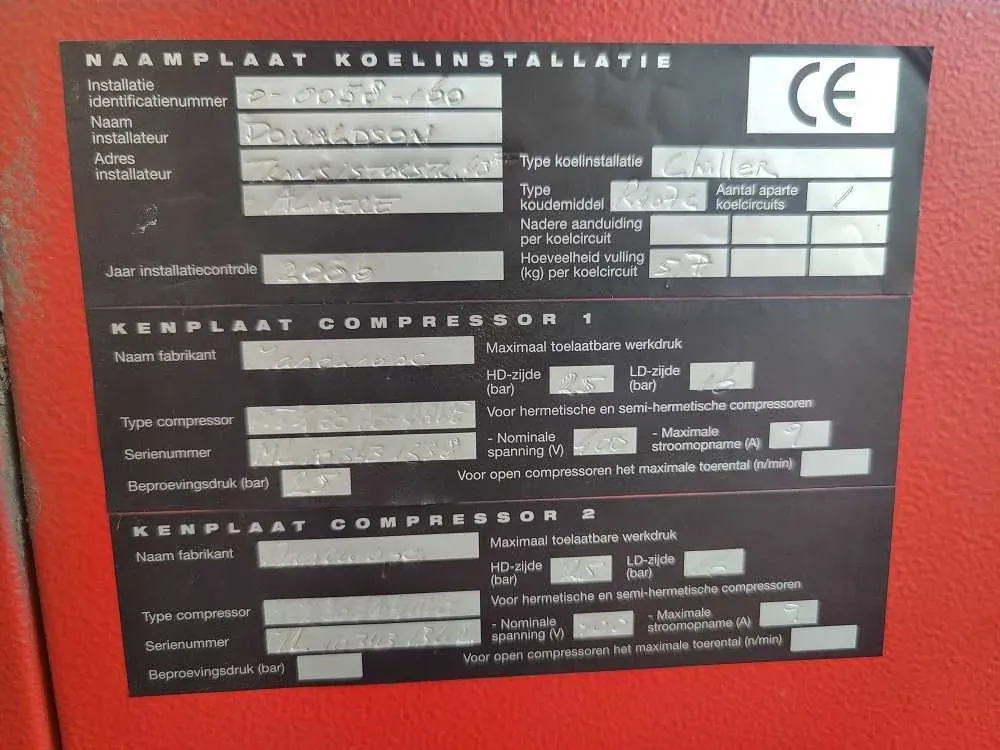 NAAMPLAAT KOELINSTALLATIE
CE
Installatie identificatienummer
Naam installateur DONALDSON
Adres installateur
ALMERE
Jaar installatiecontrole 2006
Type koelinstallatie Chiller
Type koudemiddel R407c Aantal aparte koelcircuits 1
Nadere aanduiding per koelcircuit
Hoeveelheid vulling (kg) per koelcircuit
KENPLAAT COMPRESSOR 1
Naam fabrikant
Maximaal toelaatbare werkdruk
HD-zijde (bar) 25 LD-zijde (bar) 16
Type compressor
Voor hermetische en semi-hermetische compressoren
Serienummer
- Nominale spanning (V) 400 - Maximale stroomopname (A) 9
Beproevingsdruk (bar)
Voor open compressoren het maximale toerental (n/min)
KENPLAAT COMPRESSOR 2
Naam fabrikant
Maximaal toelaatbare werkdruk
HD-zijde (bar) 25 LD-zijde (bar)
Type compressor
Voor hermetische en semi-hermetische compressoren
Serienummer
- Nominale spanning (V) 400 - Maximale stroomopname (A) 9
Beproevingsdruk (bar)
Voor open compressoren het maximale toerental (n/min)